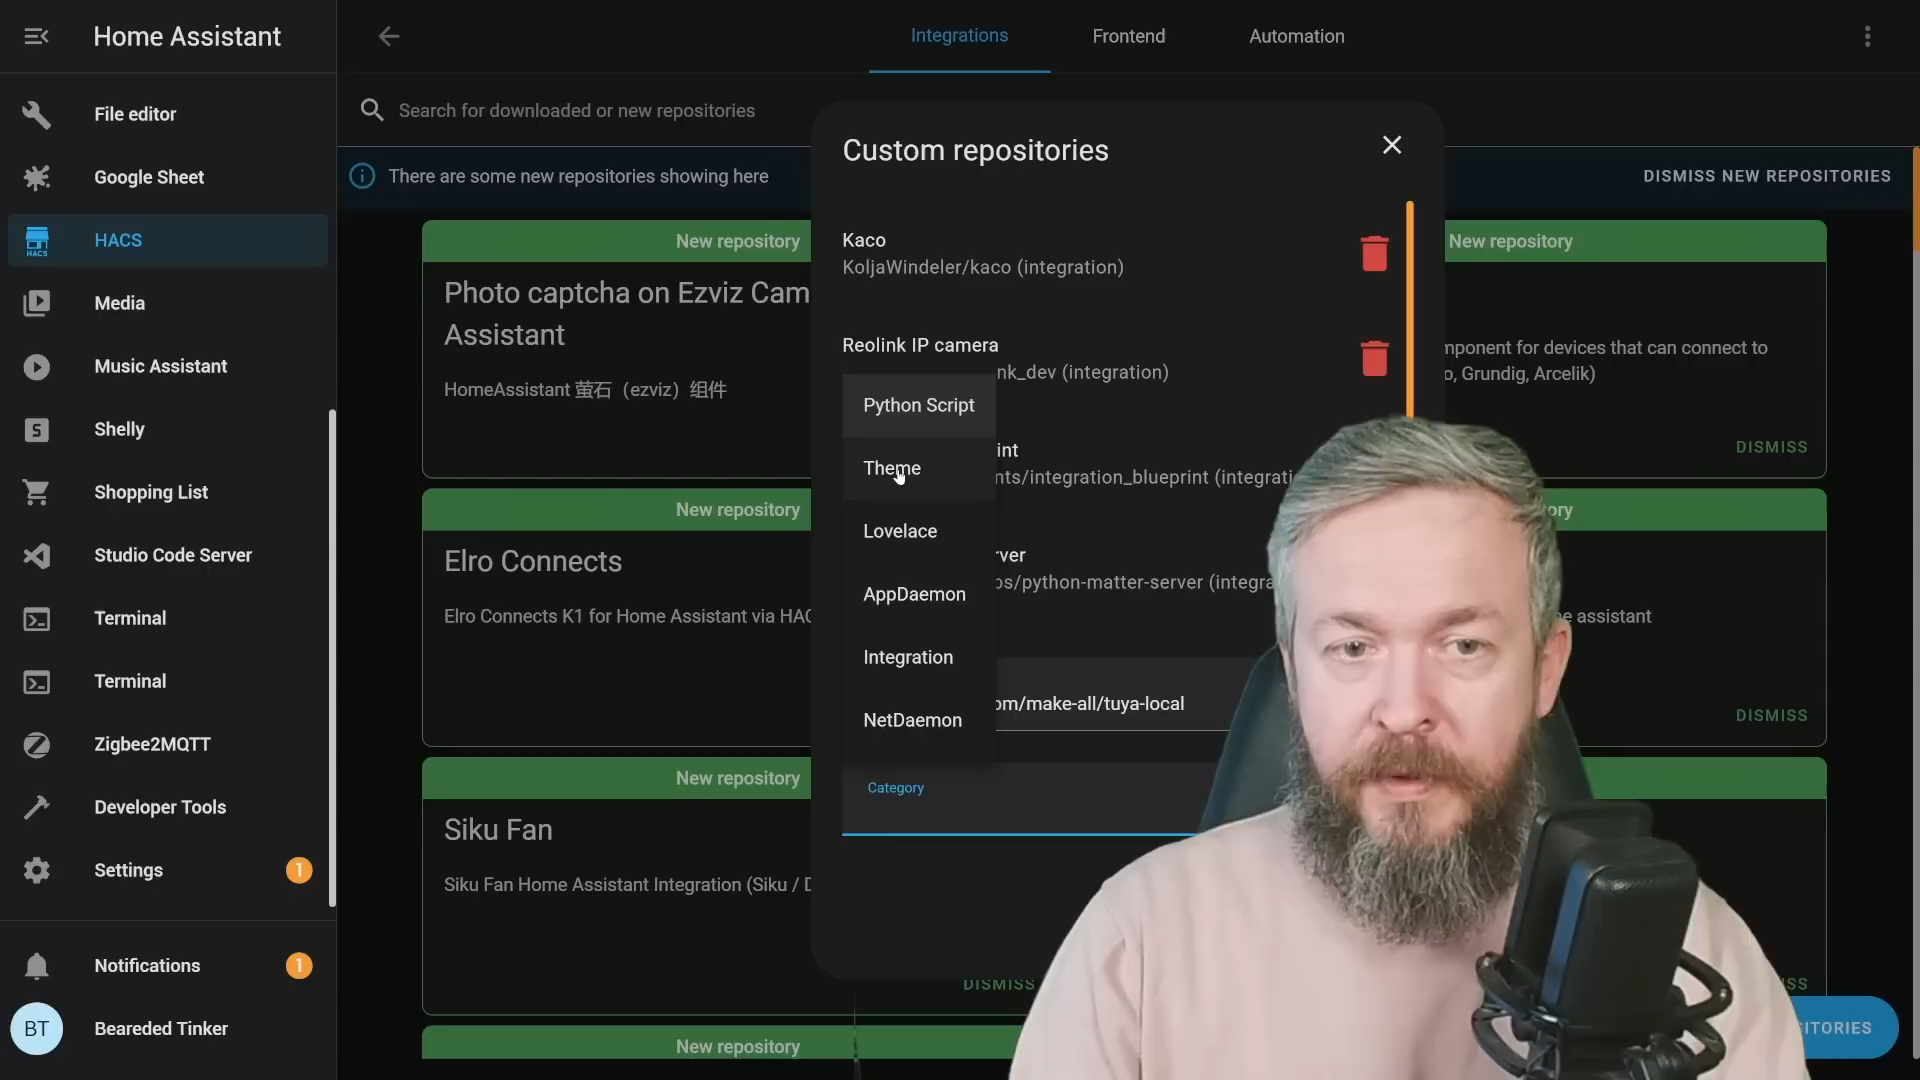 Home Assistant
File editor
Google Sheet
HACS
HACS
Media
Music Assistant
Shelly
S
Shopping List
Studio Code Server
Terminal
Terminal
Zigbee2MQTT
Developer Tools
Settings
1
Notifications
1
BT
Bearded Tinker
Integrations
Frontend
Automation
Search for downloaded or new repositories
There are some new repositories showing here
DISMISS NEW REPOSITORIES
New repository
Photo captcha on Ezviz Cam
Assistant
HomeAssistant 萤石（ezviz）组件
New repository
Elro Connects
Elro Connects K1 for Home Assistant via HAC
New repository
Siku Fan
Siku Fan Home Assistant Integration (Siku / D
DISMISS
New repository
Custom repositories
Kaco
KoljaWindeler/kaco (integration)
Reolink IP camera
nk_dev (integration)
int
nts/integration_blueprint (integrati
rver
os/python-matter-server (integra
om/make-all/tuya-local
Python Script
Theme
Lovelace
AppDaemon
Integration
NetDaemon
Category
New repository
mponent for devices that can connect to
o, Grundig, Arcelik)
DISMISS
ory
e assistant
DISMISS
ISS
ITORIES